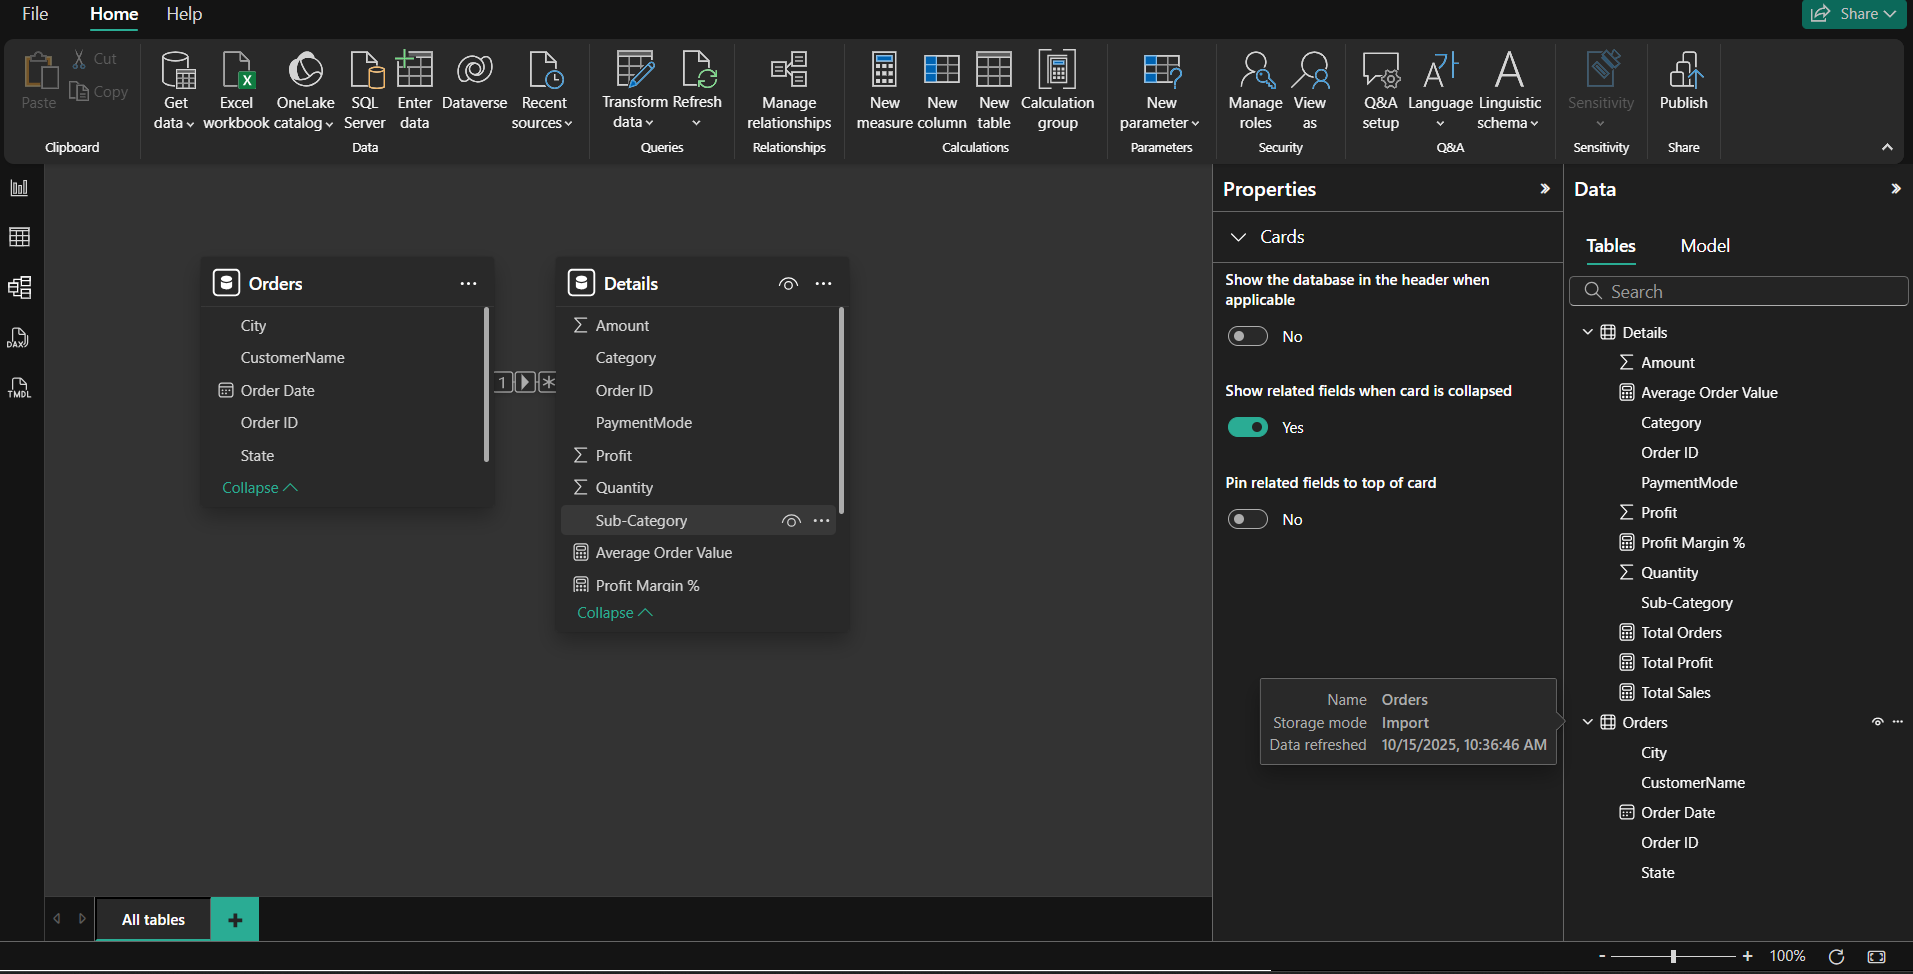 File
Home
Help
Share
Paste
Cut
Copy
Clipboard
Get
data
Excel
workbook
OneLake
catalog
SQL
Server
Enter
data
Dataverse
Recent
sources
Data
Transform
data
Refresh
Queries
Manage
relationships
Relationships
New
measure
New
column
New
table
Calculation
group
Calculations
New
parameter
Parameters
Manage
roles
View
as
Security
Q&A
setup
Language
Linguistic
schema
Q&A
Sensitivity
Sensitivity
Publish
Share
DAX
TMDL
Orders
City
CustomerName
Order Date
Order ID
State
Collapse
1
*
Details
Amount
Category
Order ID
PaymentMode
Profit
Quantity
Sub-Category
Average Order Value
Profit Margin %
Collapse
Properties
Cards
Show the database in the header when
applicable
No
Show related fields when card is collapsed
Yes
Pin related fields to top of card
No
Name Orders
Storage mode Import
Data refreshed 10/15/2025, 10:36:46 AM
Data
Tables
Model
Search
Details
Amount
Average Order Value
Category
Order ID
PaymentMode
Profit
Profit Margin %
Quantity
Sub-Category
Total Orders
Total Profit
Total Sales
Orders
City
CustomerName
Order Date
Order ID
State
All tables
+
- + 100%